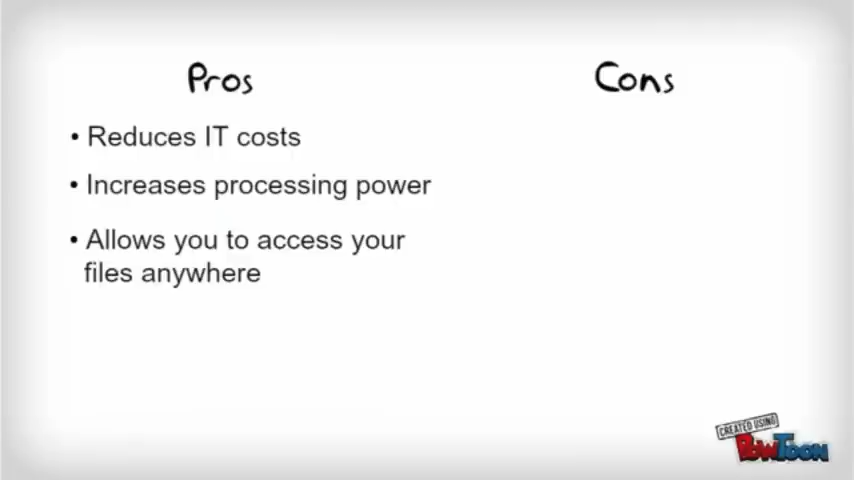 Pros
Cons
• Reduces IT costs
• Increases processing power
• Allows you to access your
files anywhere
CREATED USING
POWTOON